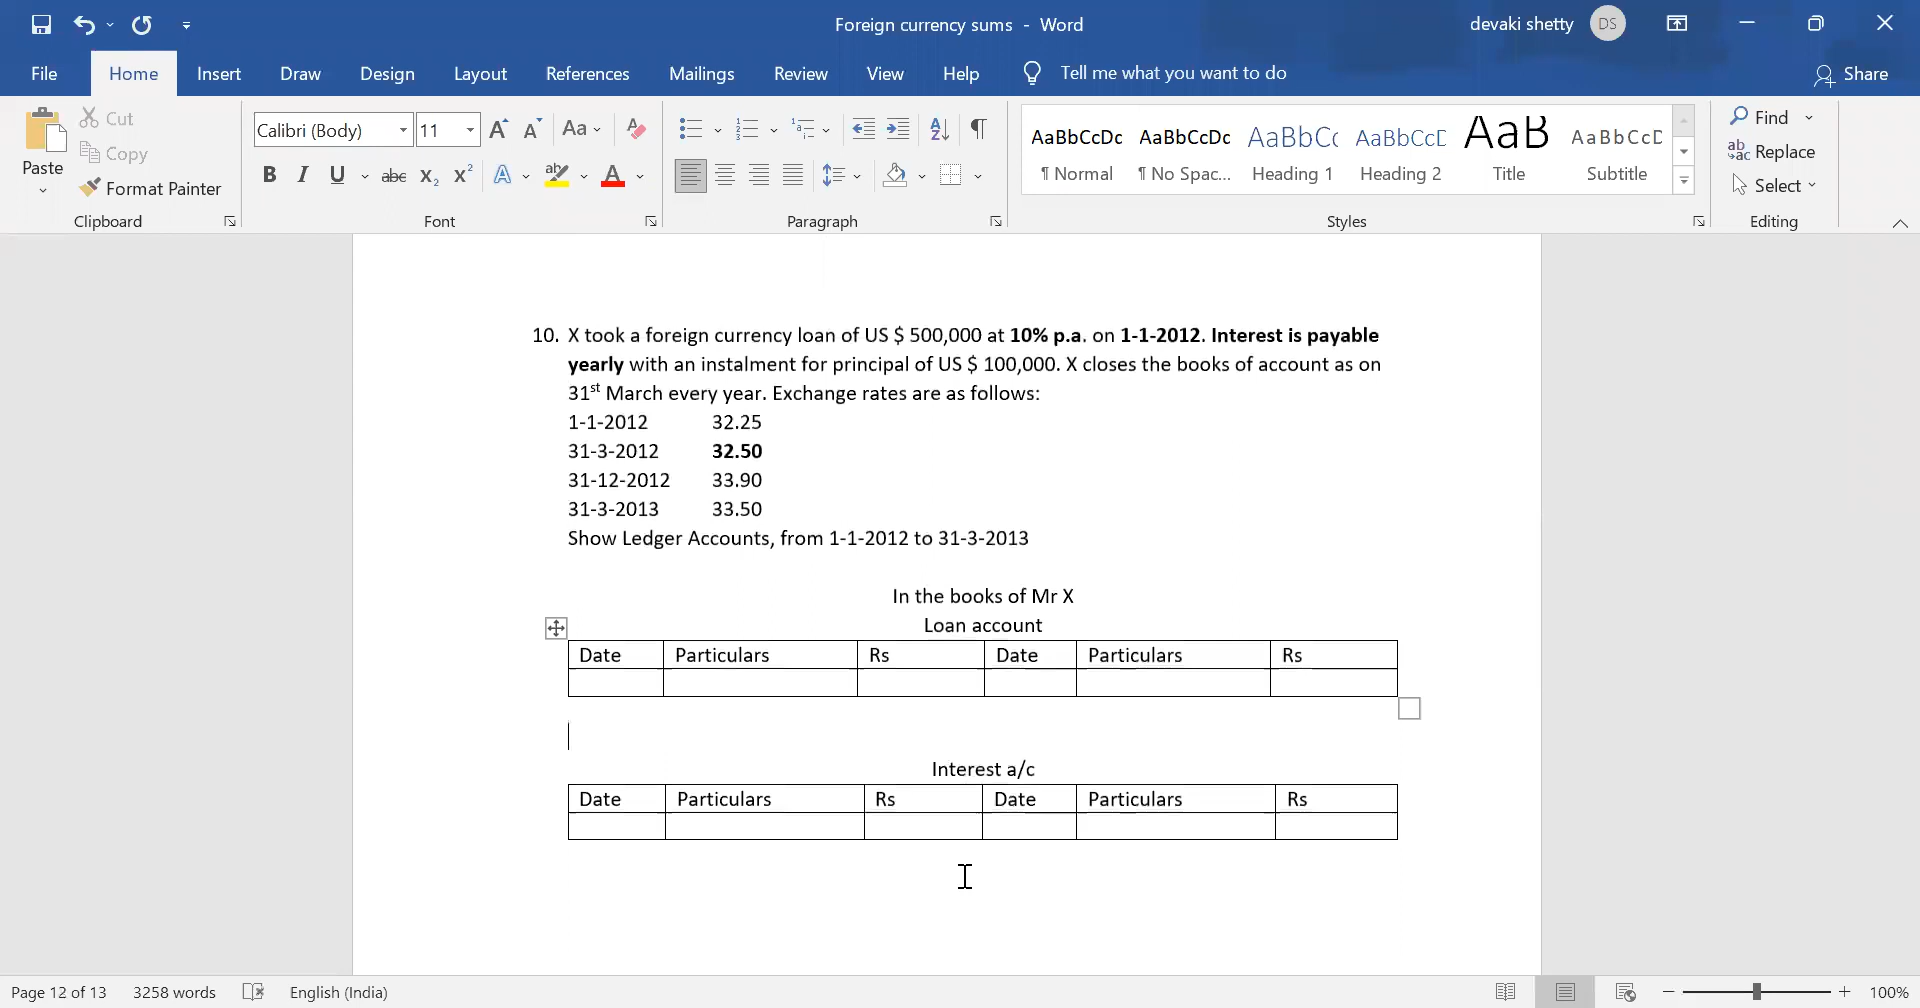 Foreign currency sums - Word
devaki shetty DS
File Home Insert Draw Design Layout References Mailings Review View Help Tell me what you want to do Share
Paste
Cut
Copy
Format Painter
Clipboard
Calibri (Body) 11 A A Aa A
B I U abc X2 X2 A ab A
Font
Paragraph
AaBbCcDc AaBbCcDc AaBbCc AaBbCcD AaB AaBbCcD
¶ Normal ¶ No Spac... Heading 1 Heading 2 Title Subtitle
Styles
Find
Replace
Select
Editing
10. X took a foreign currency loan of US $ 500,000 at 10% p.a. on 1-1-2012. Interest is payable
yearly with an instalment for principal of US $ 100,000. X closes the books of account as on
31st March every year. Exchange rates are as follows:
1-1-2012 32.25
31-3-2012 32.50
31-12-2012 33.90
31-3-2013 33.50
Show Ledger Accounts, from 1-1-2012 to 31-3-2013
In the books of Mr X
Loan account
Date Particulars Rs Date Particulars Rs
Interest a/c
Date Particulars Rs Date Particulars Rs
Page 12 of 13 3258 words English (India) 100%